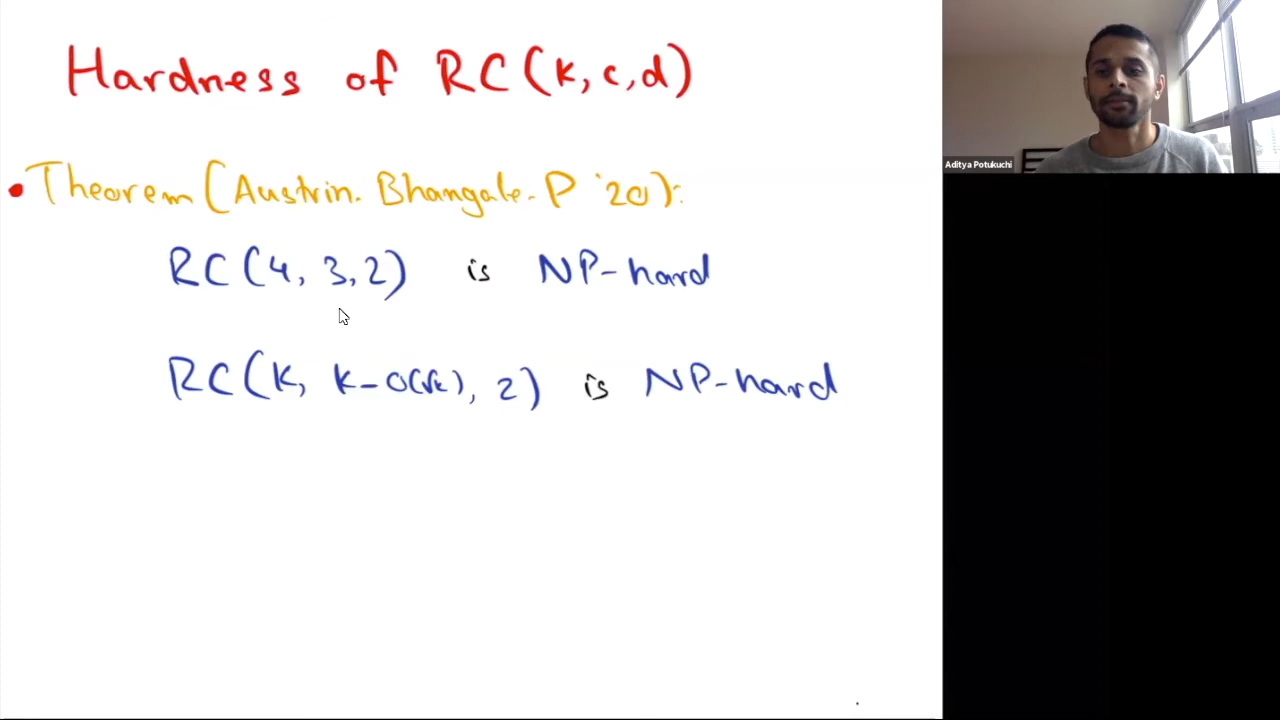 Hardness of RC(k,c,d)
• Theorem (Austrin. Bhangale. P '20):
RC(4, 3, 2) is NP-hard
RC(k, k-O(√k), 2) is NP-hard
Aditya Potukuchi